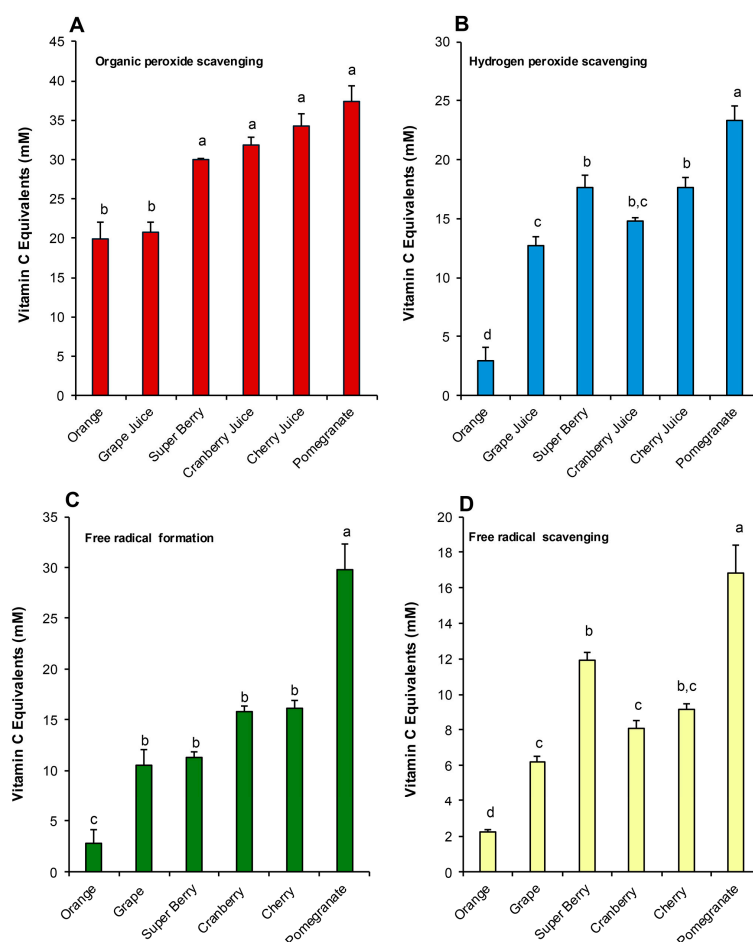 A
Organic peroxide scavenging
Vitamin C Equivalents (mM)
45
40
35
30
25
20
15
10
5
0
b
b
a
a
a
a
Orange
Grape Juice
Super Berry
Cranberry Juice
Cherry Juice
Pomegranate
B
Hydrogen peroxide scavenging
Vitamin C Equivalents (mM)
30
25
20
15
10
5
0
d
c
b
b,c
b
a
Orange
Grape Juice
Super Berry
Cranberry Juice
Cherry Juice
Pomegranate
C
Free radical formation
Vitamin C Equivalents (mM)
35
30
25
20
15
10
5
0
c
b
b
b
b
a
Orange
Grape
Super Berry
Cranberry
Cherry
Pomegranate
D
Free radical scavenging
Vitamin C Equivalents (mM)
20
18
16
14
12
10
8
6
4
2
0
d
c
b
c
b,c
a
Orange
Grape
Super Berry
Cranberry
Cherry
Pomegranate